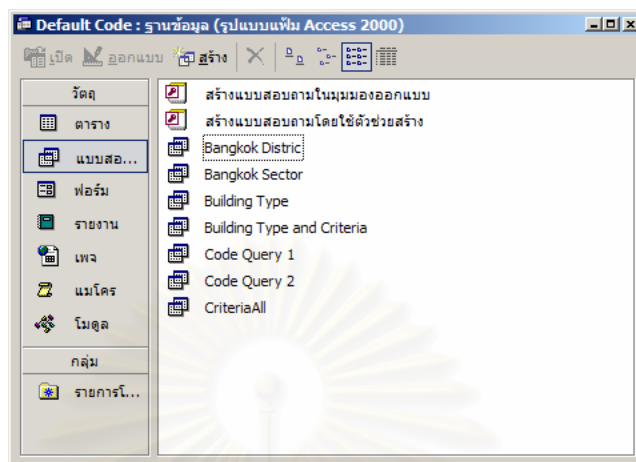 Default Code : ฐานข้อมูล (รูปแบบแฟ้ม Access 2000)
เปิด ออกแบบ สร้าง
วัตถุ
ตาราง
แบบสอ...
ฟอร์ม
รายงาน
เพจ
แมโคร
โมดูล
กลุ่ม
รายการโ...
สร้างแบบสอบถามในมุมมองออกแบบ
สร้างแบบสอบถามโดยใช้ตัวช่วยสร้าง
Bangkok Distric
Bangkok Sector
Building Type
Building Type and Criteria
Code Query 1
Code Query 2
CriteriaAll